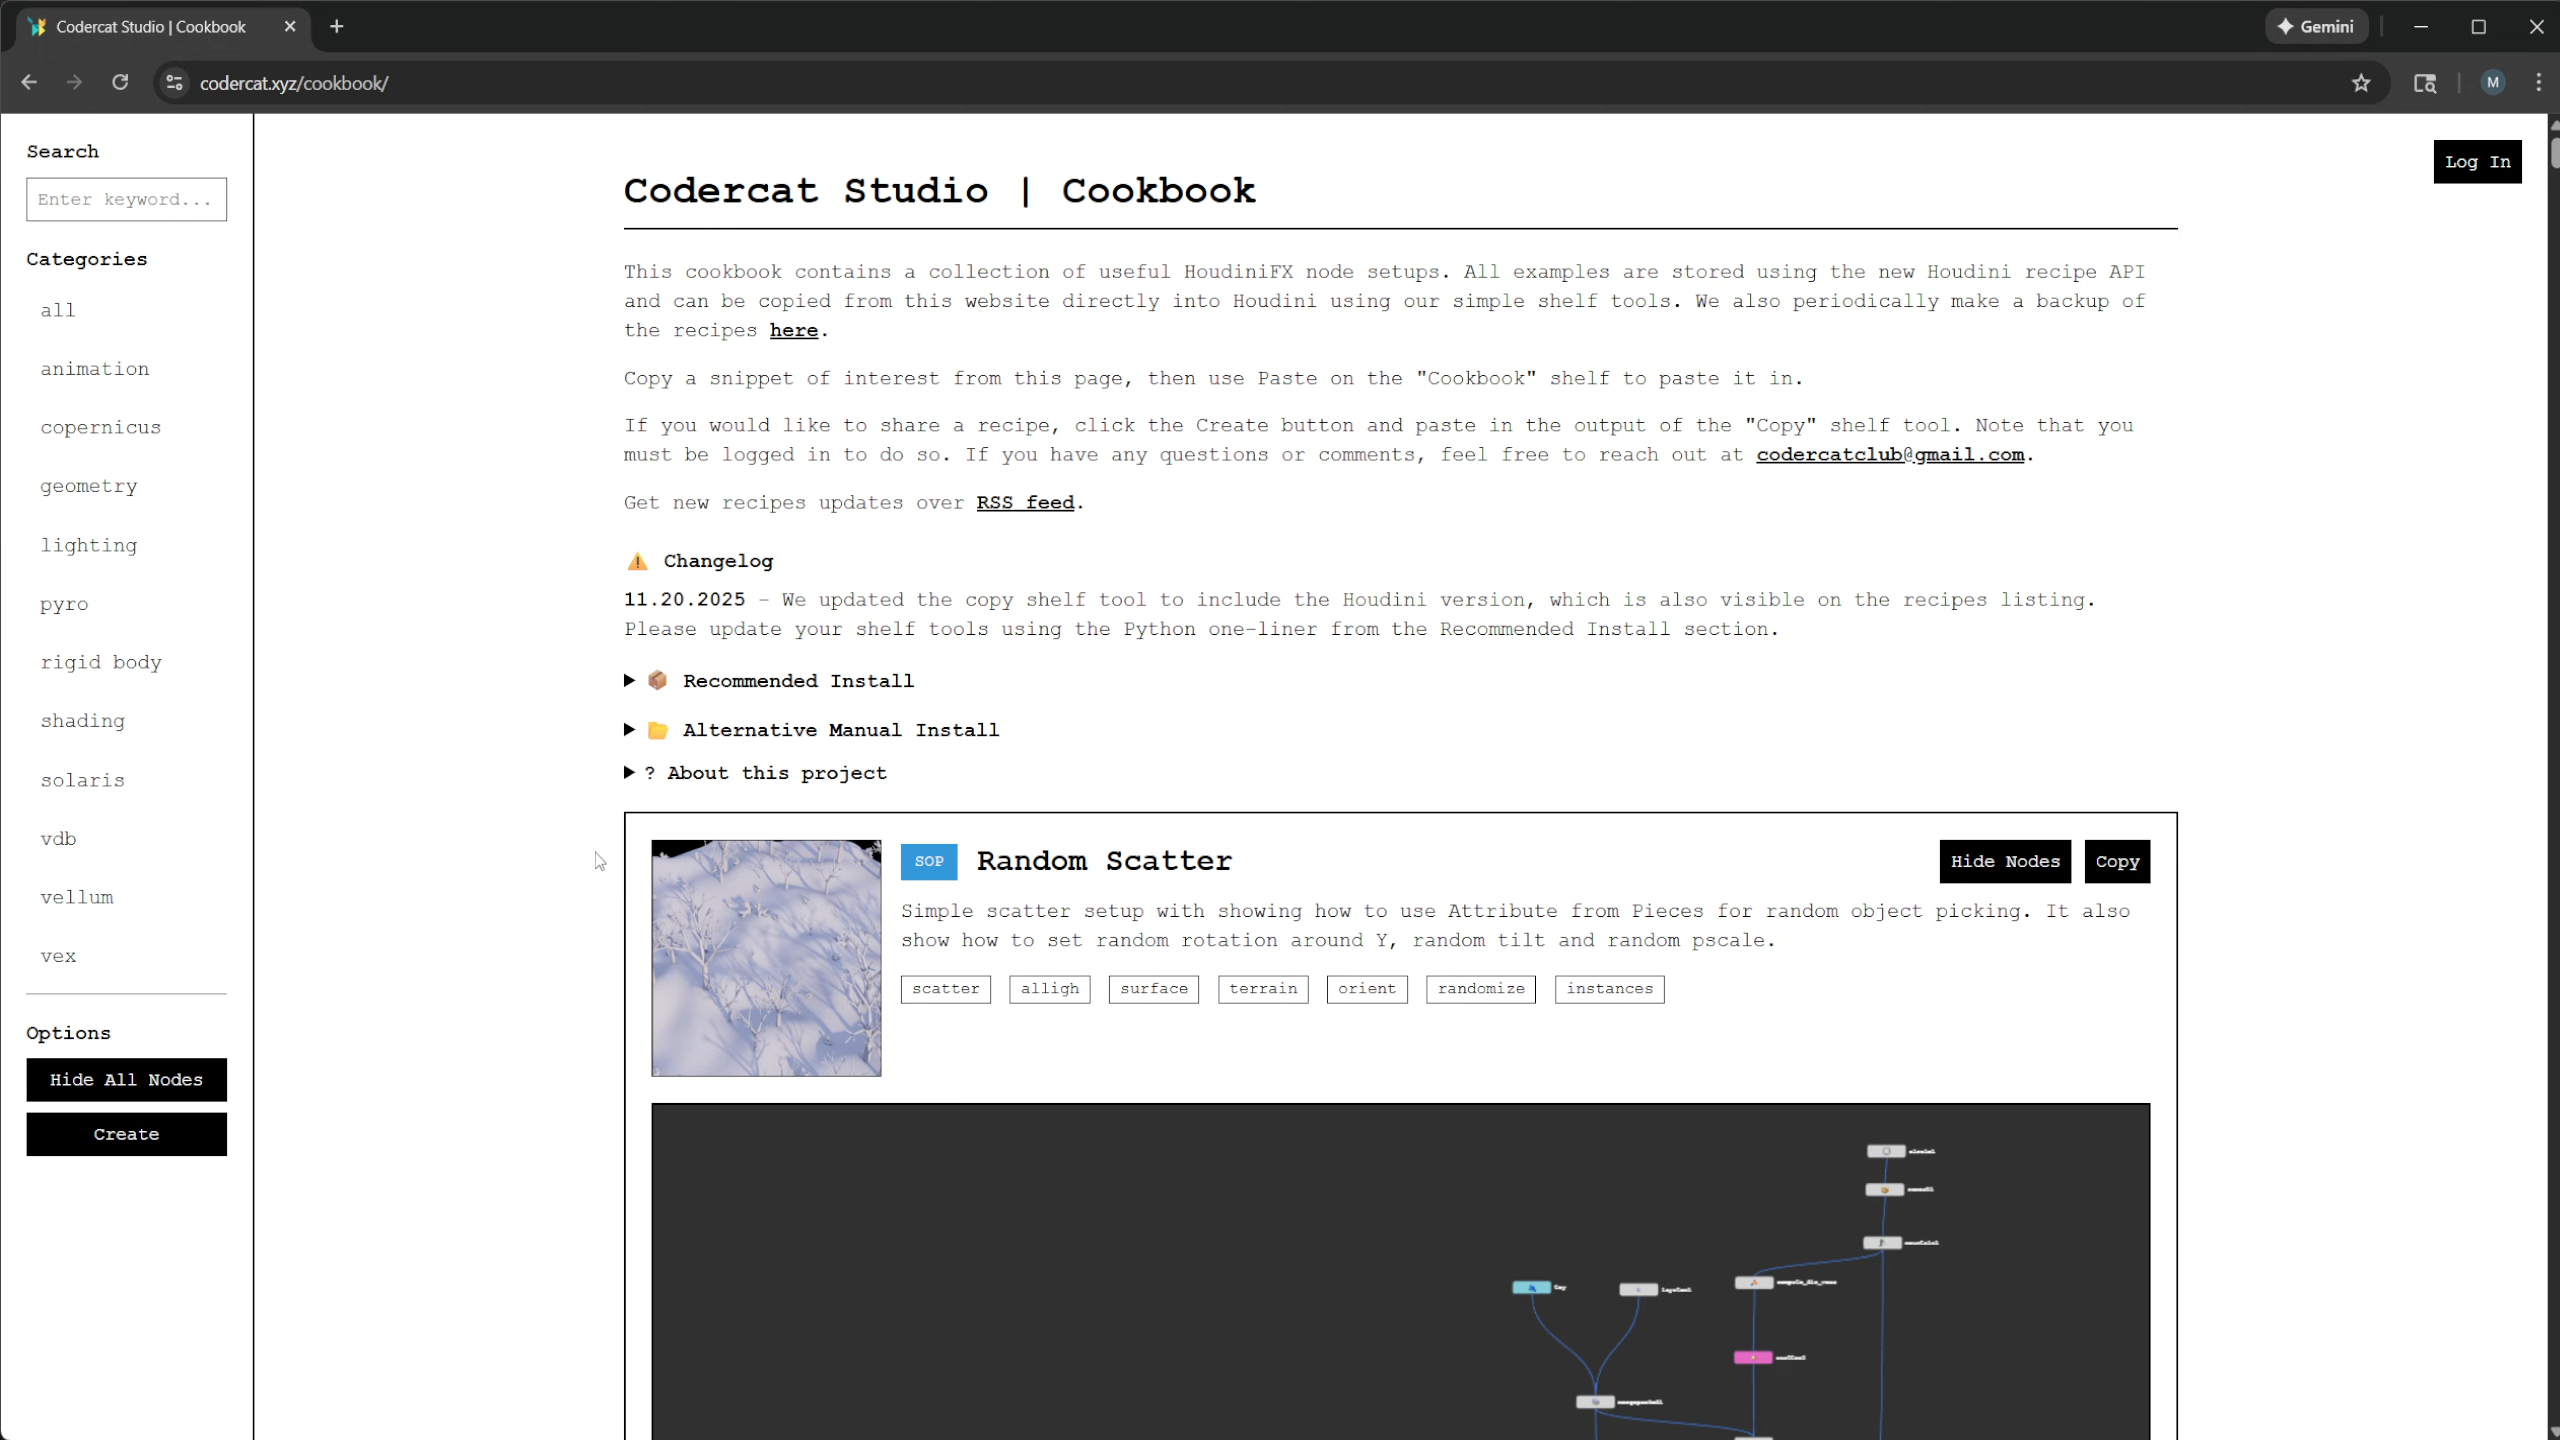 Codercat Studio | Cookbook
Gemini
codercat.xyz/cookbook/
M
Search
Enter keyword...
Categories
all
animation
copernicus
geometry
lighting
pyro
rigid body
shading
solaris
vdb
vellum
vex
Options
Hide All Nodes
Create
Log In
Codercat Studio | Cookbook
This cookbook contains a collection of useful HoudiniFX node setups. All examples are stored using the new Houdini recipe API
and can be copied from this website directly into Houdini using our simple shelf tools. We also periodically make a backup of
the recipes here.
Copy a snippet of interest from this page, then use Paste on the "Cookbook" shelf to paste it in.
If you would like to share a recipe, click the Create button and paste in the output of the "Copy" shelf tool. Note that you
must be logged in to do so. If you have any questions or comments, feel free to reach out at codercatclub@gmail.com.
Get new recipes updates over RSS feed.
⚠️ Changelog
11.20.2025 - We updated the copy shelf tool to include the Houdini version, which is also visible on the recipes listing.
Please update your shelf tools using the Python one-liner from the Recommended Install section.
▶ 📦 Recommended Install
▶ 📁 Alternative Manual Install
▶ ? About this project
SOP Random Scatter
Hide Nodes
Copy
Simple scatter setup with showing how to use Attribute from Pieces for random object picking. It also
show how to set random rotation around Y, random tilt and random pscale.
scatter alligh surface terrain orient randomize instances